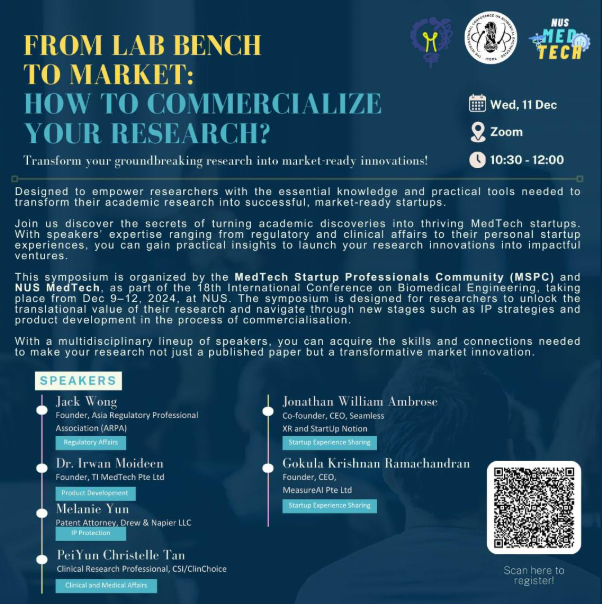 FROM LAB BENCH
TO MARKET:
HOW TO COMMERCIALIZE
YOUR RESEARCH?
Transform your groundbreaking research into market-ready innovations!
NUS
MED
TECH
Wed, 11 Dec
Zoom
10:30 - 12:00
Designed to empower researchers with the essential knowledge and practical tools needed to
transform their academic research into successful, market-ready startups.
Join us discover the secrets of turning academic discoveries into thriving MedTech startups.
With speakers' expertise ranging from regulatory and clinical affairs to their personal startup
experiences, you can gain practical insights to launch your research innovations into impactful
ventures.
This symposium is organized by the MedTech Startup Professionals Community (MSPC) and
NUS MedTech, as part of the 18th International Conference on Biomedical Engineering, taking
place from Dec 9–12, 2024, at NUS. The symposium is designed for researchers to unlock the
translational value of their research and navigate through new stages such as IP strategies and
product development in the process of commercialisation.
With a multidisciplinary lineup of speakers, you can acquire the skills and connections needed
to make your research not just a published paper but a transformative market innovation.
SPEAKERS
Jack Wong
Founder, Asia Regulatory Professional
Association (ARPA)
Regulatory Affairs
Dr. Irwan Moideen
Founder, TI MedTech Pte Ltd
Product Development
Melanie Yun
Patent Attorney, Drew & Napier LLC
IP Protection
PeiYun Christelle Tan
Clinical Research Professional, CSI/ClinChoice
Clinical and Medical Affairs
Jonathan William Ambrose
Co-founder, CEO, Seamless
XR and StartUp Notion
Startup Experience Sharing
Gokula Krishnan Ramachandran
Founder, CEO,
MeasureAI Pte Ltd
Startup Experience Sharing
Scan here to
register!